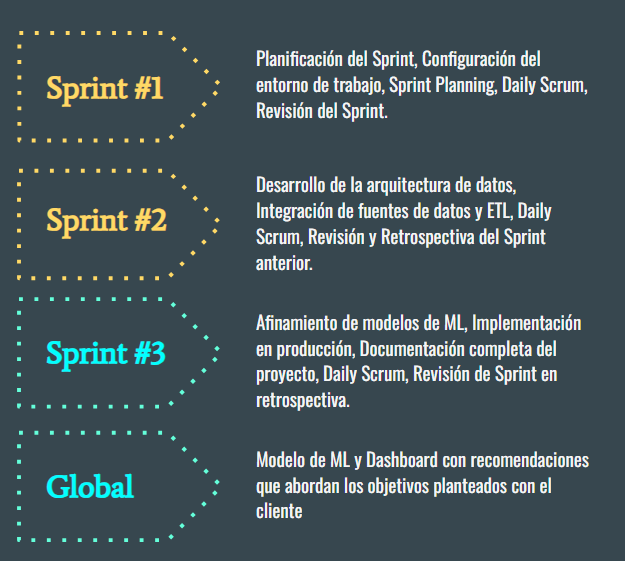 Sprint #1
Planificación del Sprint, Configuración del
entorno de trabajo, Sprint Planning, Daily Scrum,
Revisión del Sprint.
Sprint #2
Desarrollo de la arquitectura de datos,
Integración de fuentes de datos y ETL, Daily
Scrum, Revisión y Retrospectiva del Sprint
anterior.
Sprint #3
Afinamiento de modelos de ML, Implementación
en producción, Documentación completa del
proyecto, Daily Scrum, Revisión de Sprint en
retrospectiva.
Global
Modelo de ML y Dashboard con recomendaciones
que abordan los objetivos planteados con el
cliente